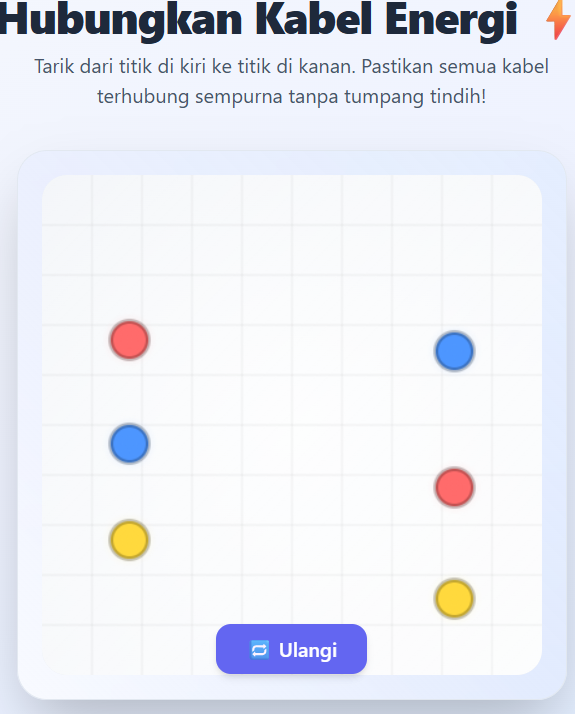 Hubungkan Kabel Energi ⚡
Tarik dari titik di kiri ke titik di kanan. Pastikan semua kabel
terhubung sempurna tanpa tumpang tindih!
🔁 Ulangi